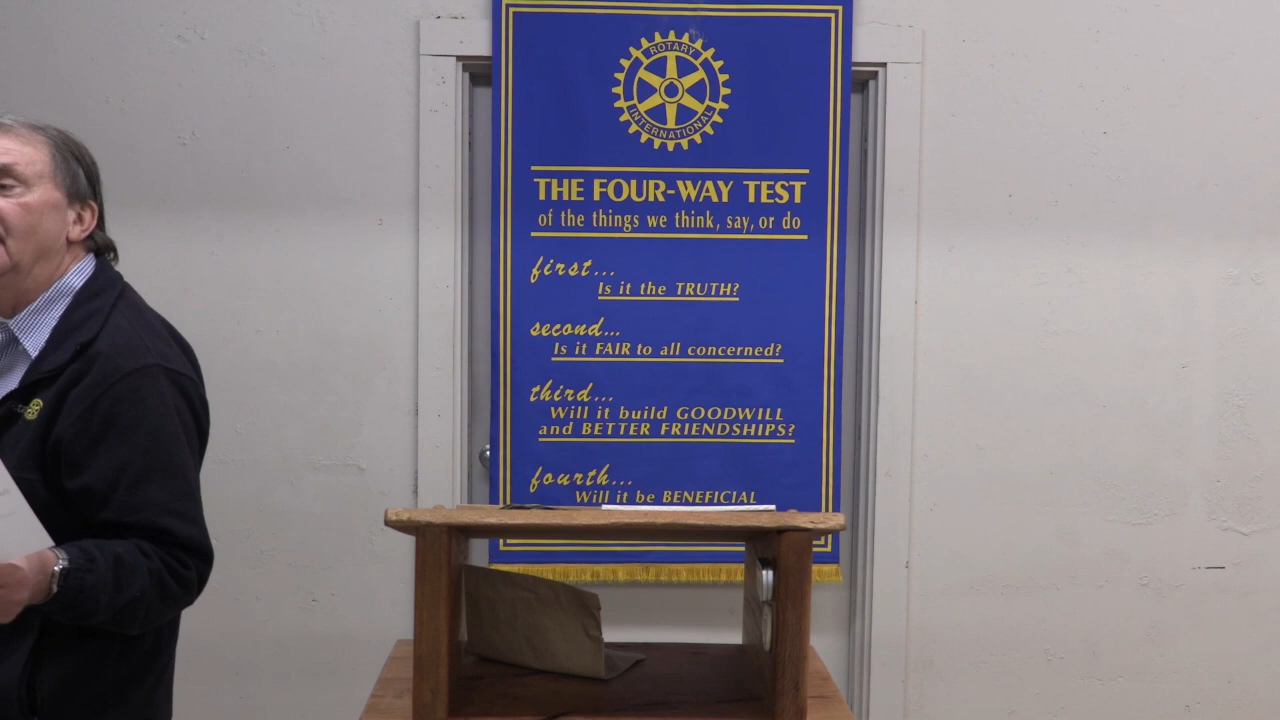 ROTARY
INTERNATIONAL
THE FOUR-WAY TEST
of the things we think, say, or do
first...
Is it the TRUTH?
second...
Is it FAIR to all concerned?
third...
Will it build GOODWILL
and BETTER FRIENDSHIPS?
fourth...
Will it be BENEFICIAL